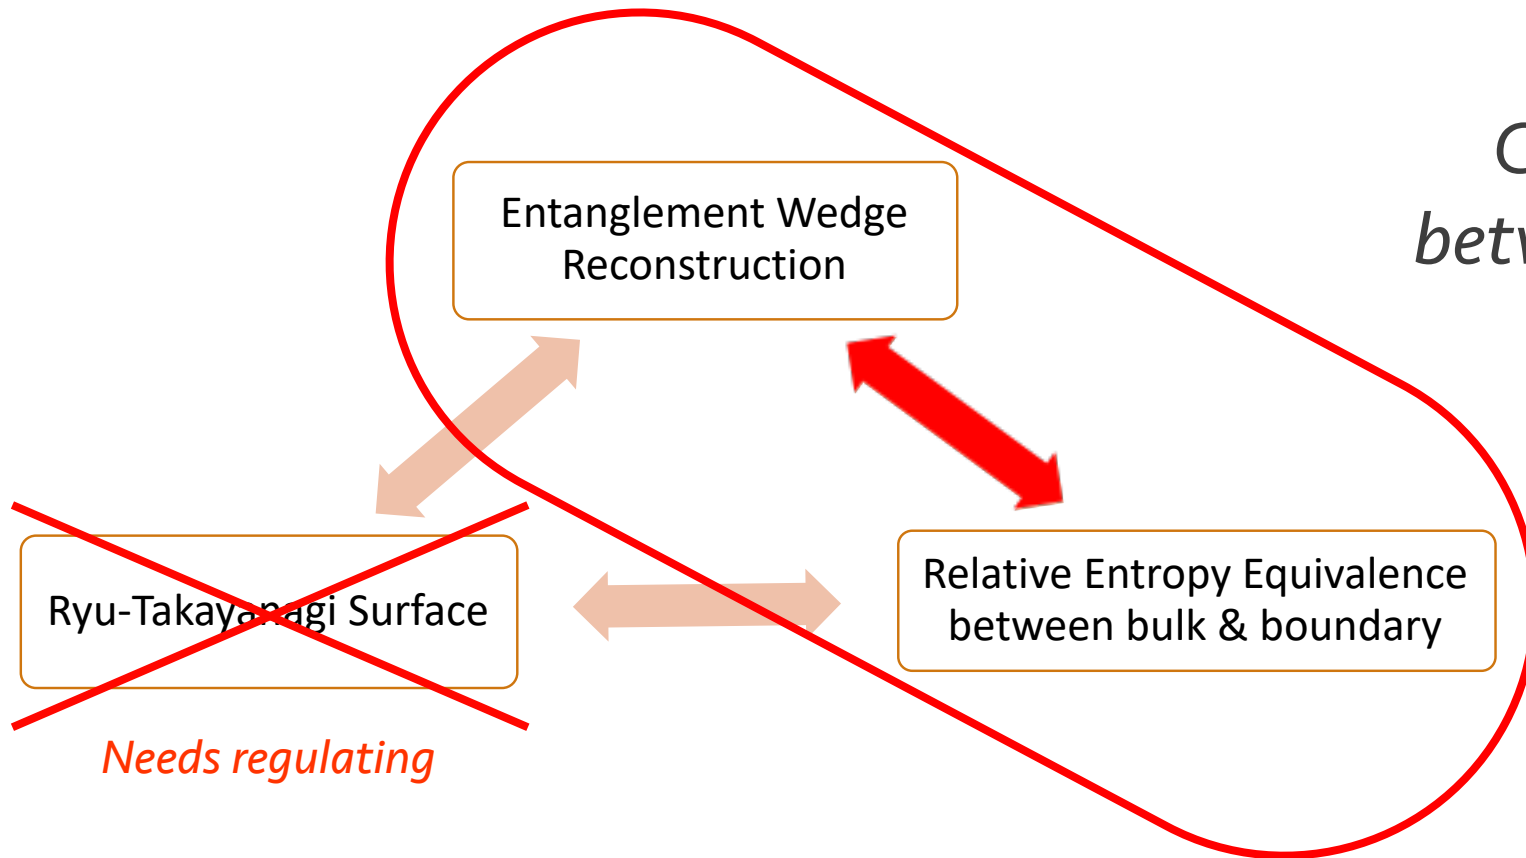 Entanglement Wedge
Reconstruction
Ryu-Takayanagi Surface
Relative Entropy Equivalence
between bulk & boundary
Needs regulating